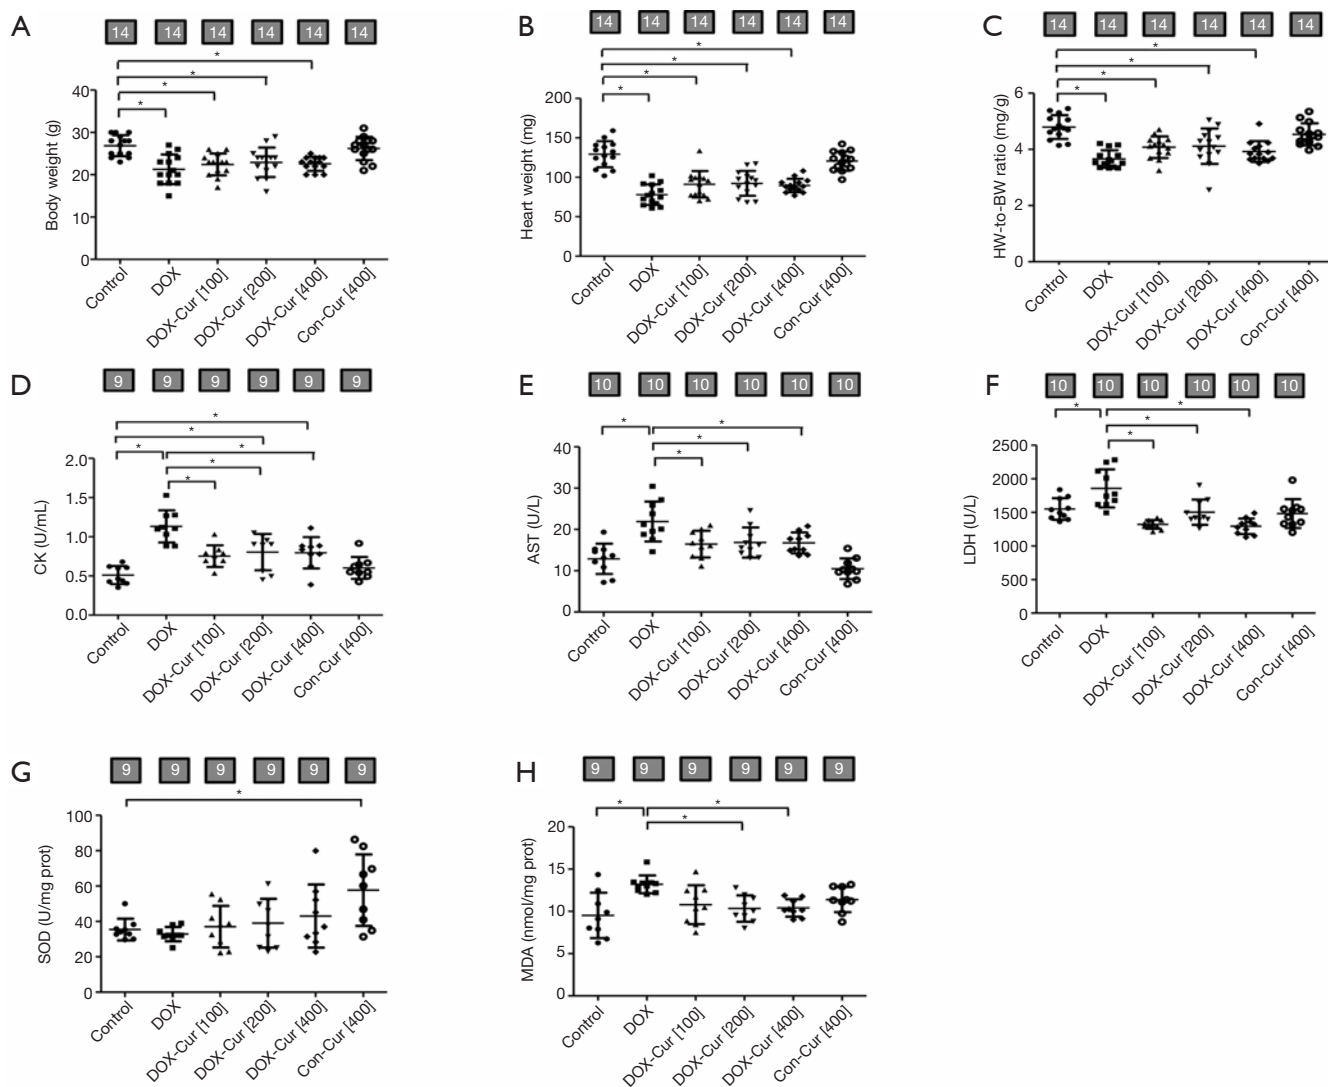 A
14 14 14 14 14 14
*
*
*
*
Body weight (g)
40
30
20
10
0
Control
DOX
DOX-Cur [100]
DOX-Cur [200]
DOX-Cur [400]
Con-Cur [400]
B
14 14 14 14 14 14
*
*
*
*
Heart weight (mg)
200
150
100
50
0
Control
DOX
DOX-Cur [100]
DOX-Cur [200]
DOX-Cur [400]
Con-Cur [400]
C
14 14 14 14 14 14
*
*
*
*
HW-to-BW ratio (mg/g)
6
4
2
0
Control
DOX
DOX-Cur [100]
DOX-Cur [200]
DOX-Cur [400]
Con-Cur [400]
D
9 9 9 9 9 9
*
*
* *
*
*
CK (U/mL)
2.0
1.5
1.0
0.5
0.0
Control
DOX
DOX-Cur [100]
DOX-Cur [200]
DOX-Cur [400]
Con-Cur [400]
E
10 10 10 10 10 10
* *
*
*
AST (U/L)
40
30
20
10
0
Control
DOX
DOX-Cur [100]
DOX-Cur [200]
DOX-Cur [400]
Con-Cur [400]
F
10 10 10 10 10 10
* *
*
*
LDH (U/L)
2500
2000
1500
1000
500
0
Control
DOX
DOX-Cur [100]
DOX-Cur [200]
DOX-Cur [400]
Con-Cur [400]
G
9 9 9 9 9 9
*
SOD (U/mg prot)
100
80
60
40
20
0
Control
DOX
DOX-Cur [100]
DOX-Cur [200]
DOX-Cur [400]
Con-Cur [400]
H
9 9 9 9 9 9
* *
*
MDA (nmol/mg prot)
20
15
10
5
0
Control
DOX
DOX-Cur [100]
DOX-Cur [200]
DOX-Cur [400]
Con-Cur [400]